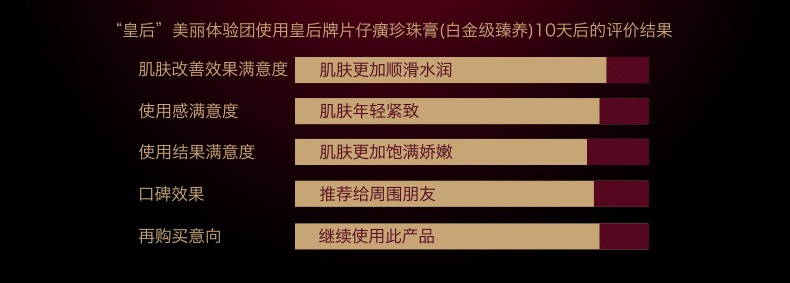 “皇后”美丽体验团使用皇后牌片仔癀珍珠膏(白金级臻养)10天后的评价结果
肌肤改善效果满意度 肌肤更加顺滑水润
使用感满意度 肌肤年轻紧致
使用结果满意度 肌肤更加饱满娇嫩
口碑效果 推荐给周围朋友
再购买意向 继续使用此产品